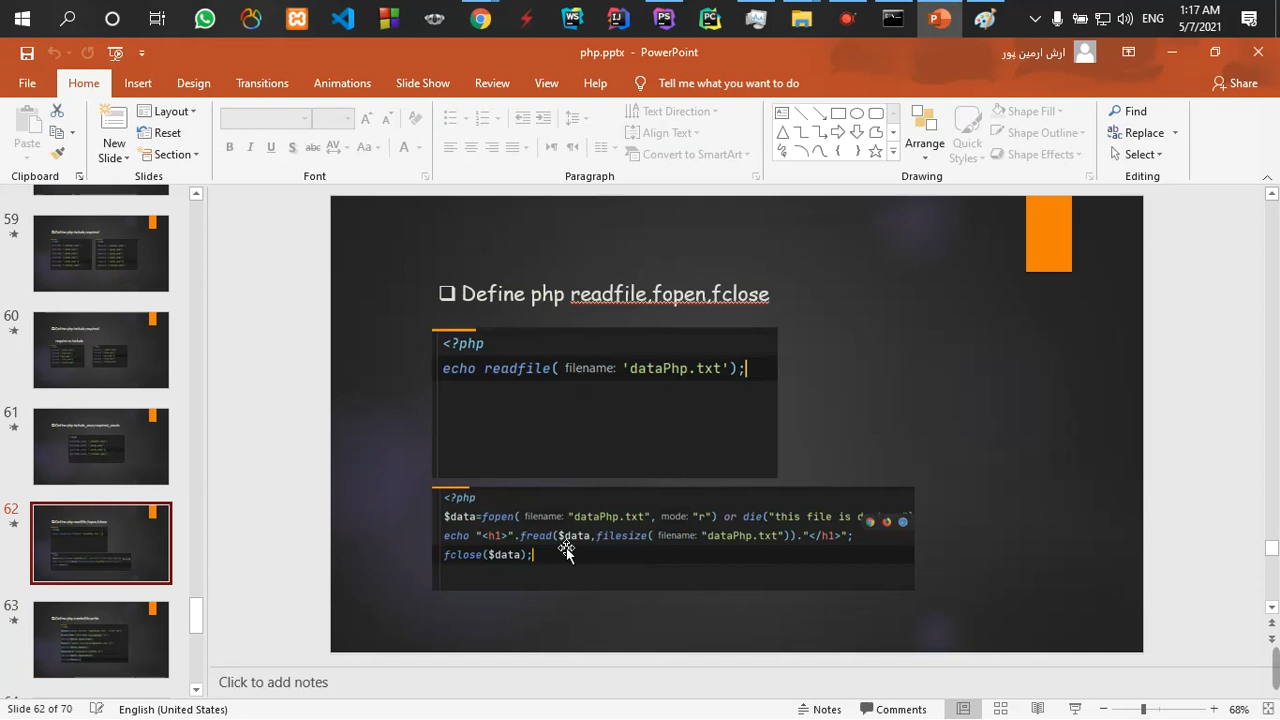 1:17 AM
5/7/2021
php.pptx - PowerPoint
ارش ارمین پور
File
Home
Insert
Design
Transitions
Animations
Slide Show
Review
View
Help
Tell me what you want to do
Share
Paste
New
Slide
Layout
Reset
Section
Text Direction
Align Text
Convert to SmartArt
Arrange
Quick
Styles
Shape Fill
Shape Outline
Shape Effects
Find
Replace
Select
Clipboard
Slides
Font
Paragraph
Drawing
Editing
59
60
61
62
63
Define php readfile,fopen,fclose
<?php
echo readfile( filename: 'dataPhp.txt');
<?php
$data=fopen( filename: "dataPhp.txt", mode: "r") or die("this file is
echo "<h1>".fread($data,filesize( filename: "dataPhp.txt"))."</h1>";
fclose($data);
Click to add notes
Slide 62 of 70
English (United States)
Notes
Comments
68%